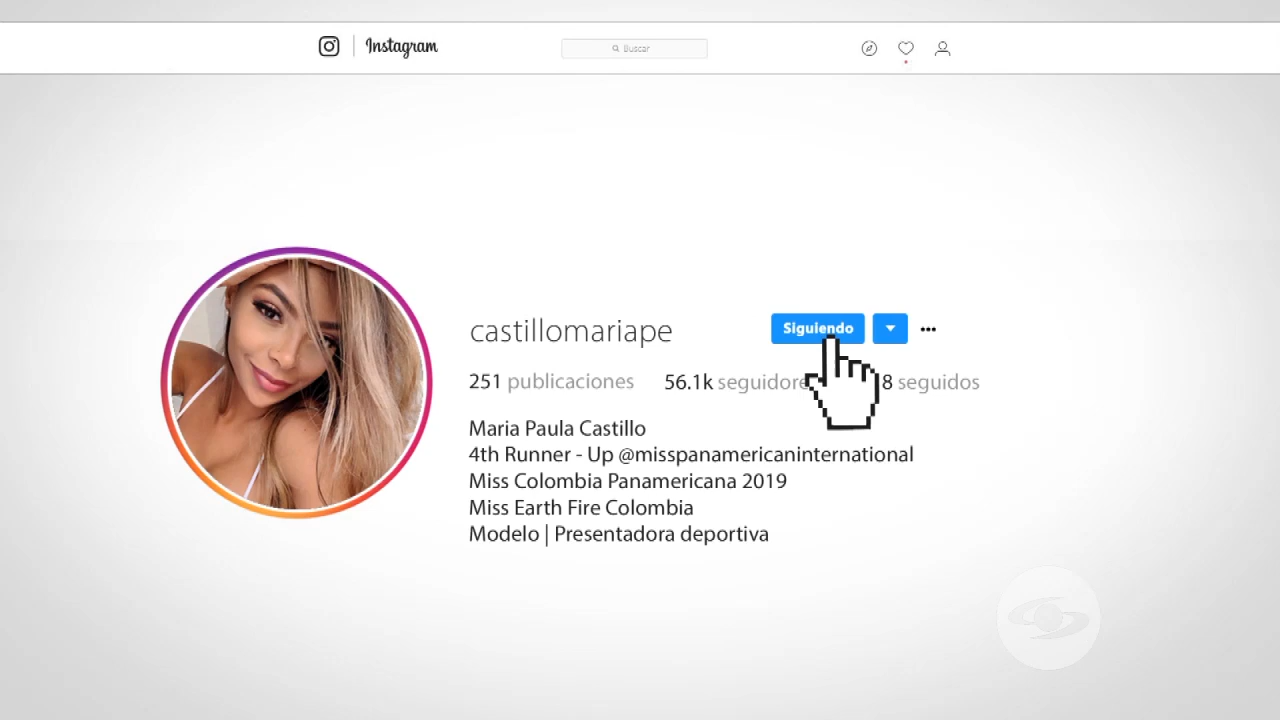 Instagram
Buscar
castillomariape
Siguiendo
251 publicaciones 56.1k seguidore 8 seguidos
Maria Paula Castillo
4th Runner - Up @misspanamericaninternational
Miss Colombia Panamericana 2019
Miss Earth Fire Colombia
Modelo | Presentadora deportiva